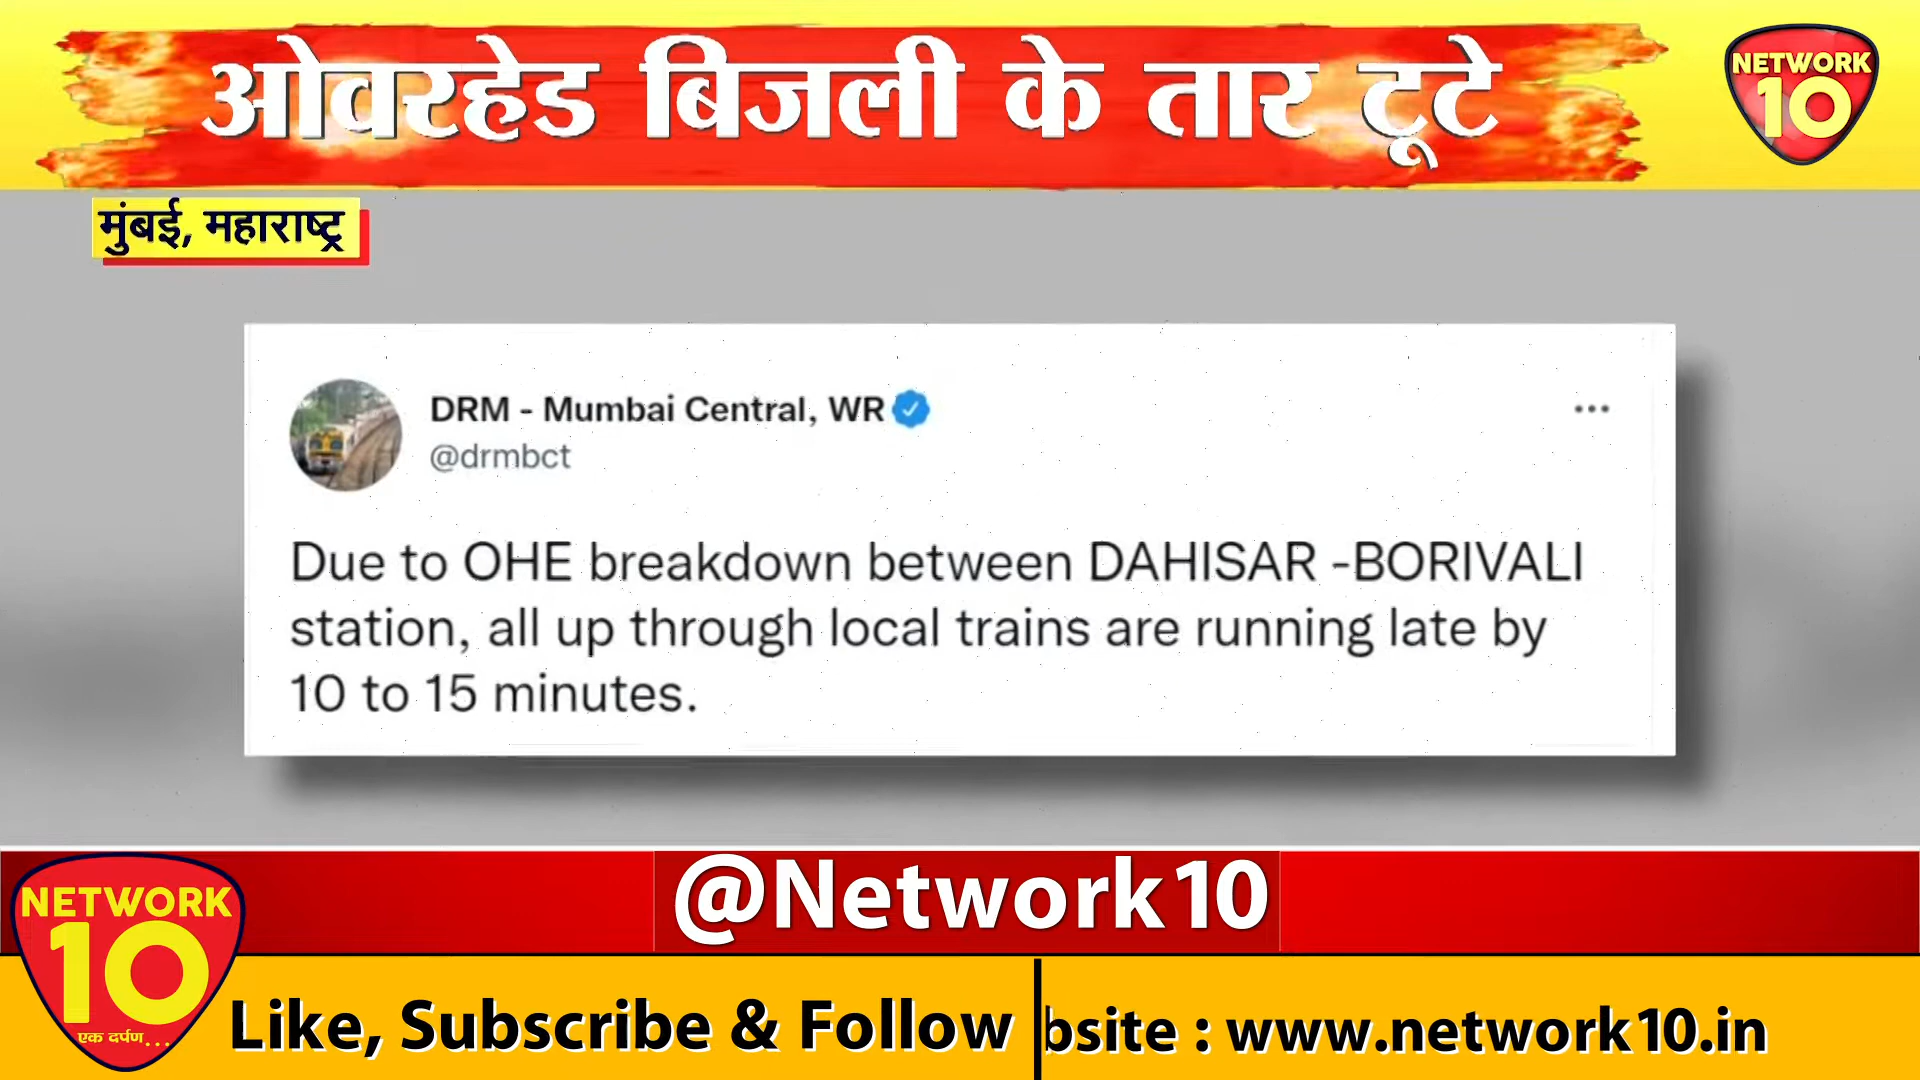 ओवरहेड बिजली के तार टूटे
NETWORK
10
मुंबई, महाराष्ट्र
DRM - Mumbai Central, WR
@drmbct
Due to OHE breakdown between DAHISAR -BORIVALI
station, all up through local trains are running late by
10 to 15 minutes.
@Network10
NETWORK
10
एक दर्पण...
Like, Subscribe & Follow
bsite : www.network10.in